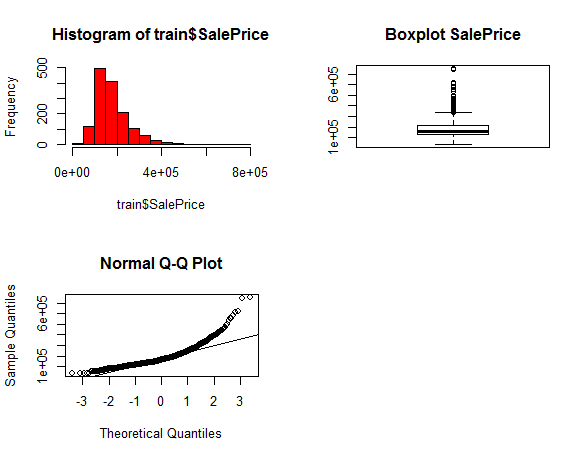 Histogram of train$SalePrice
Frequency
500
200
0
0e+00 4e+05 8e+05
train$SalePrice
Boxplot SalePrice
6e+05
1e+05
Normal Q-Q Plot
Sample Quantiles
6e+05
1e+05
-3 -2 -1 0 1 2 3
Theoretical Quantiles